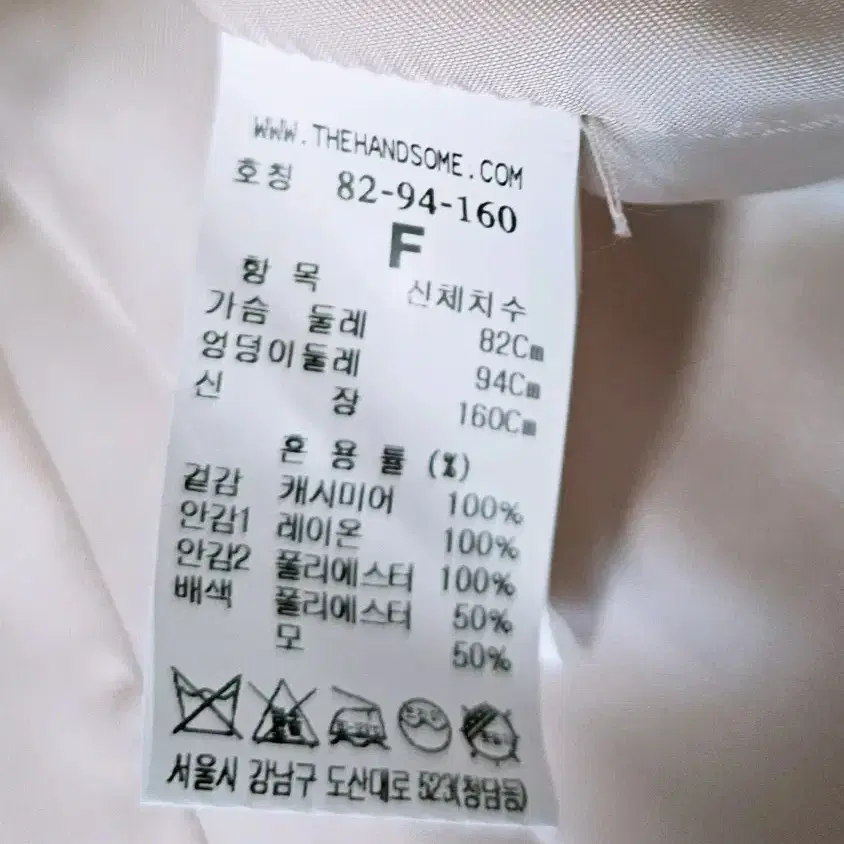 WWW.THEHANDSOME.COM
호칭 82-94-160
F
항 목 신체치수
가슴 둘레 82Cm
엉덩이둘레 94Cm
신 장 160Cm
혼 용 률 (%)
겉감 캐시미어 100%
안감1 레이온 100%
안감2 폴리에스터 100%
배색 폴리에스터 50%
모 50%
서울시 강남구 도산대로 523(청담동)